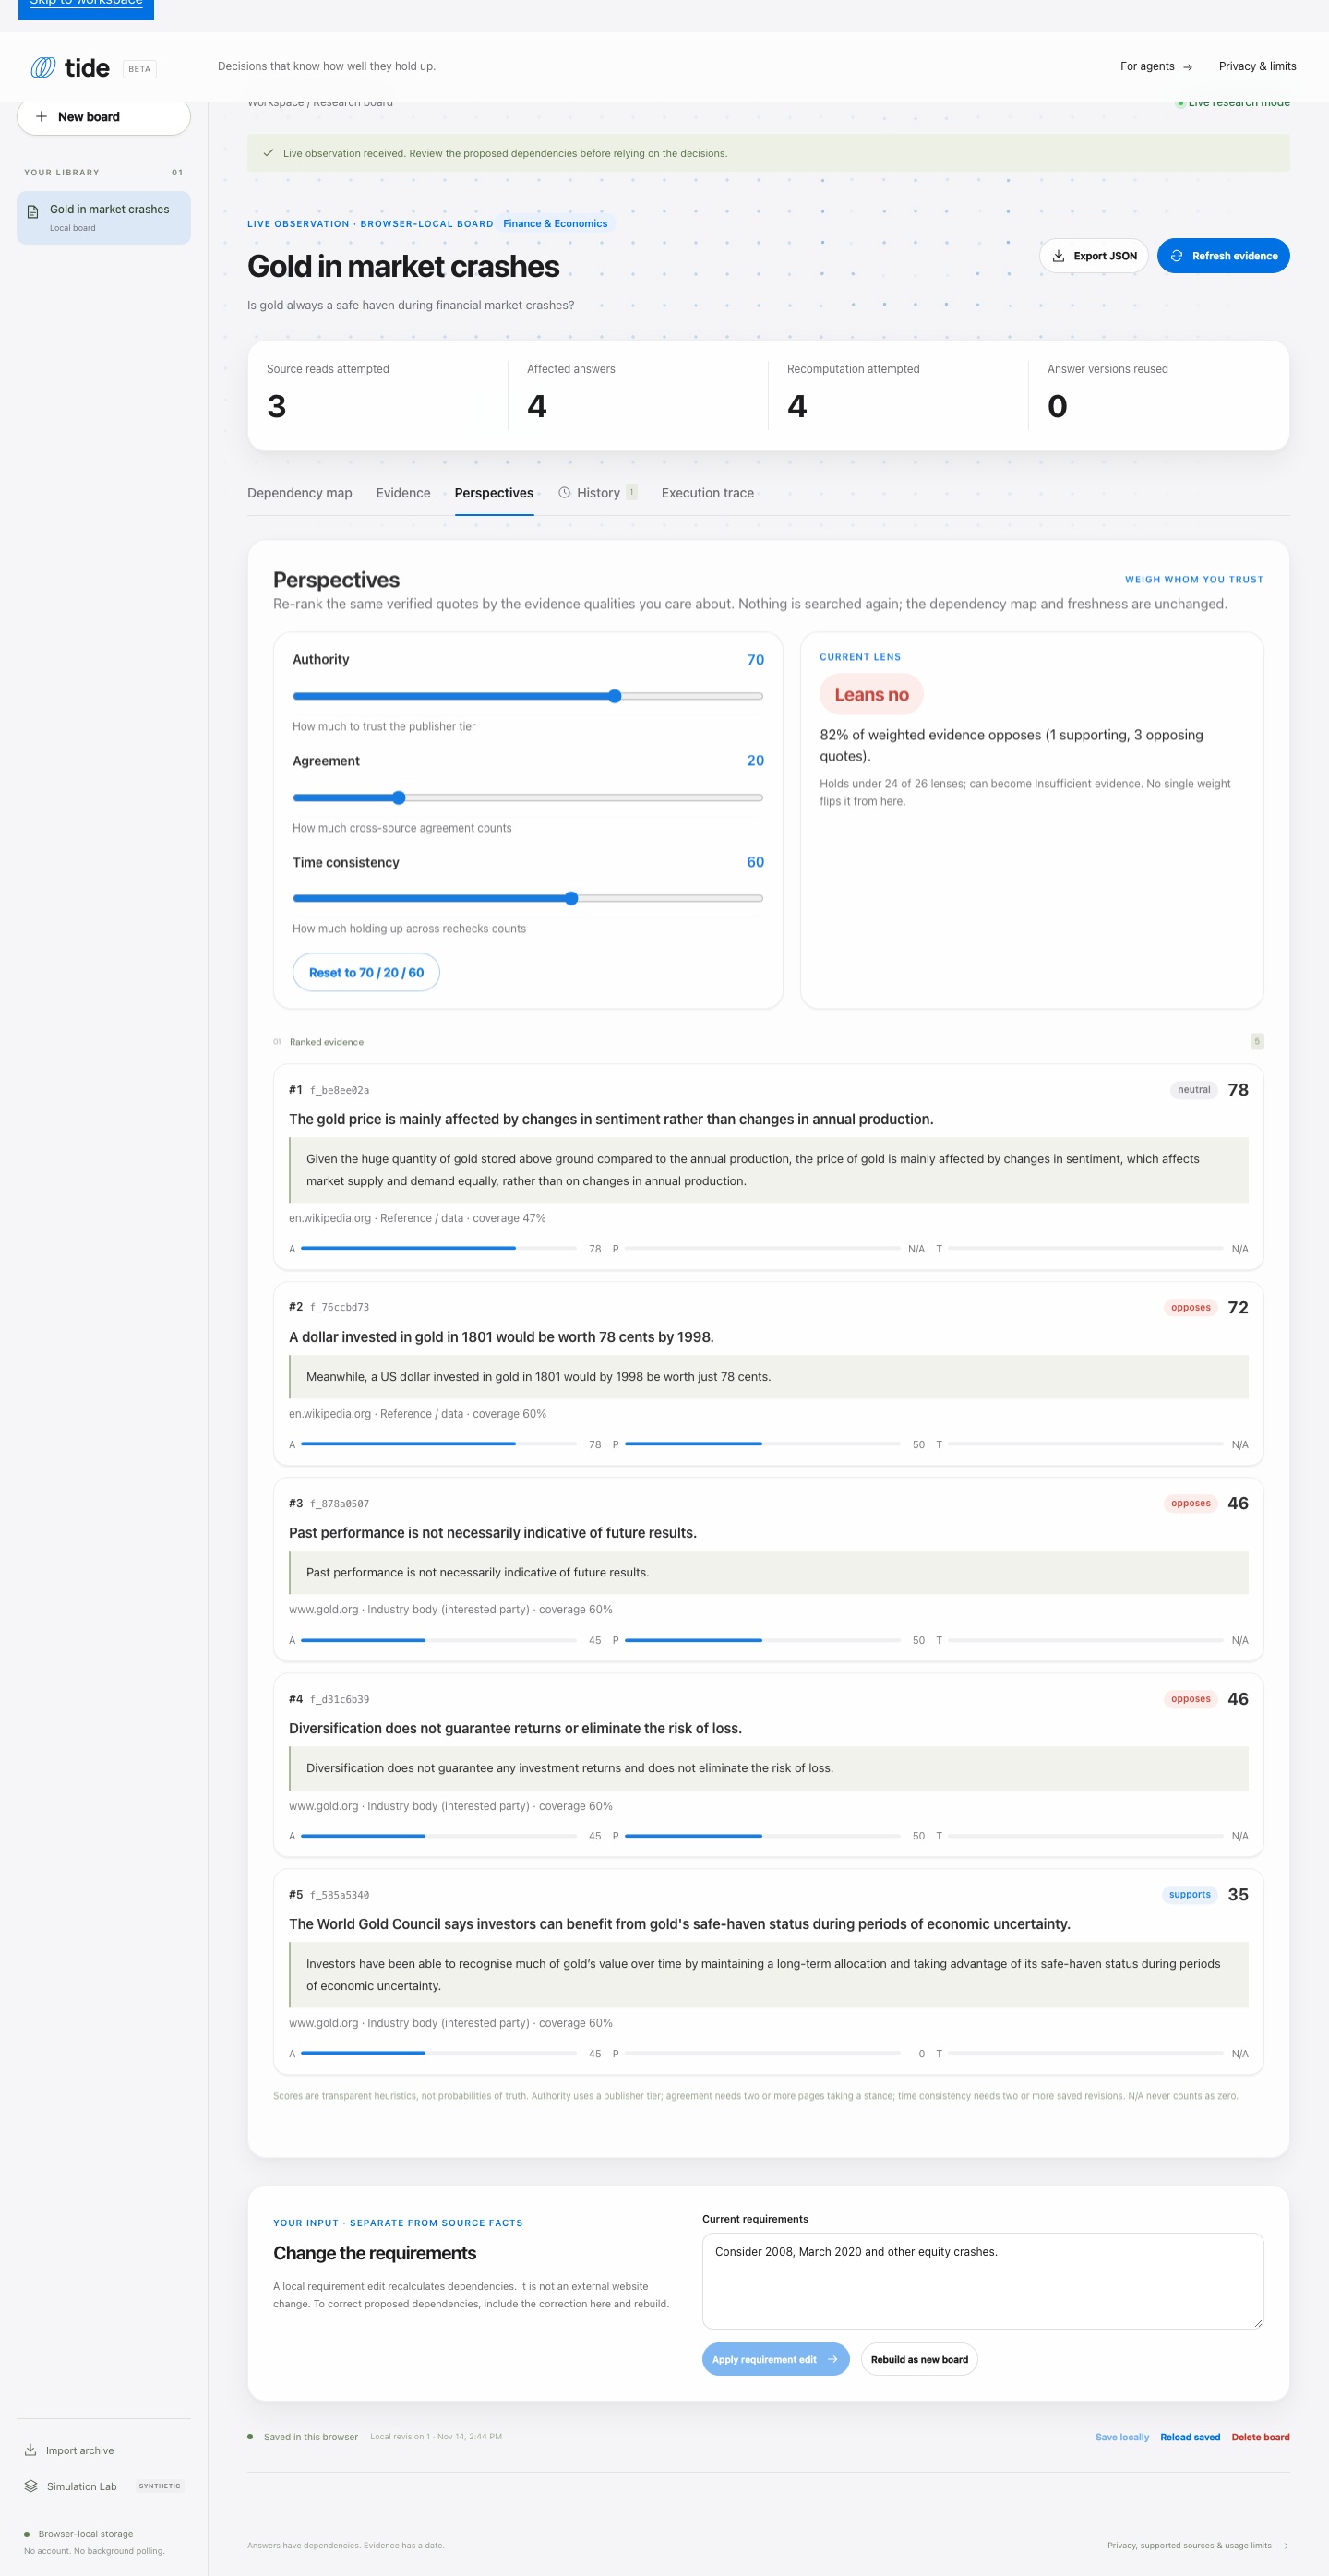 Skip to workspace
tide BETA
Decisions that know how well they hold up.
For agents →
Privacy & limits
New board
Workspace / Research board
Live research mode
YOUR LIBRARY 01
Gold in market crashes
Local board
Live observation received. Review the proposed dependencies before relying on the decisions.
LIVE OBSERVATION · BROWSER-LOCAL BOARD Finance & Economics
Gold in market crashes
Is gold always a safe haven during financial market crashes?
Export JSON
Refresh evidence
Source reads attempted
3
Affected answers
4
Recomputation attempted
4
Answer versions reused
0
Dependency map Evidence Perspectives History 1 Execution trace
Perspectives
WEIGH WHOM YOU TRUST
Re-rank the same verified quotes by the evidence qualities you care about. Nothing is searched again; the dependency map and freshness are unchanged.
Authority 70
How much to trust the publisher tier
Agreement 20
How much cross-source agreement counts
Time consistency 60
How much holding up across rechecks counts
Reset to 70 / 20 / 60
CURRENT LENS
Leans no
82% of weighted evidence opposes (1 supporting, 3 opposing
quotes).
Holds under 24 of 26 lenses; can become Insufficient evidence. No single weight
flips it from here.
01 Ranked evidence 5
#1 f_be8ee02a neutral 78
The gold price is mainly affected by changes in sentiment rather than changes in annual production.
Given the huge quantity of gold stored above ground compared to the annual production, the price of gold is mainly affected by changes in sentiment, which affects
market supply and demand equally, rather than on changes in annual production.
en.wikipedia.org · Reference / data · coverage 47%
A 78 P N/A T N/A
#2 f_76ccbd73 opposes 72
A dollar invested in gold in 1801 would be worth 78 cents by 1998.
Meanwhile, a US dollar invested in gold in 1801 would by 1998 be worth just 78 cents.
en.wikipedia.org · Reference / data · coverage 60%
A 78 P 50 T N/A
#3 f_878a0507 opposes 46
Past performance is not necessarily indicative of future results.
Past performance is not necessarily indicative of future results.
www.gold.org · Industry body (interested party) · coverage 60%
A 45 P 50 T N/A
#4 f_d31c6b39 opposes 46
Diversification does not guarantee returns or eliminate the risk of loss.
Diversification does not guarantee any investment returns and does not eliminate the risk of loss.
www.gold.org · Industry body (interested party) · coverage 60%
A 45 P 50 T N/A
#5 f_585a5340 supports 35
The World Gold Council says investors can benefit from gold's safe-haven status during periods of economic uncertainty.
Investors have been able to recognise much of gold's value over time by maintaining a long-term allocation and taking advantage of its safe-haven status during periods
of economic uncertainty.
www.gold.org · Industry body (interested party) · coverage 60%
A 45 P 0 T N/A
Scores are transparent heuristics, not probabilities of truth. Authority uses a publisher tier; agreement needs two or more pages taking a stance; time consistency needs two or more saved revisions. N/A never counts as zero.
YOUR INPUT · SEPARATE FROM SOURCE FACTS
Change the requirements
A local requirement edit recalculates dependencies. It is not an external website
change. To correct proposed dependencies, include the correction here and rebuild.
Current requirements
Consider 2008, March 2020 and other equity crashes.
Apply requirement edit →
Rebuild as new board
Saved in this browser Local revision 1 · Nov 14, 2:44 PM
Save locally Reload saved Delete board
Import archive
Simulation Lab SYNTHETIC
Browser-local storage
No account. No background polling.
Answers have dependencies. Evidence has a date.
Privacy, supported sources & usage limits →